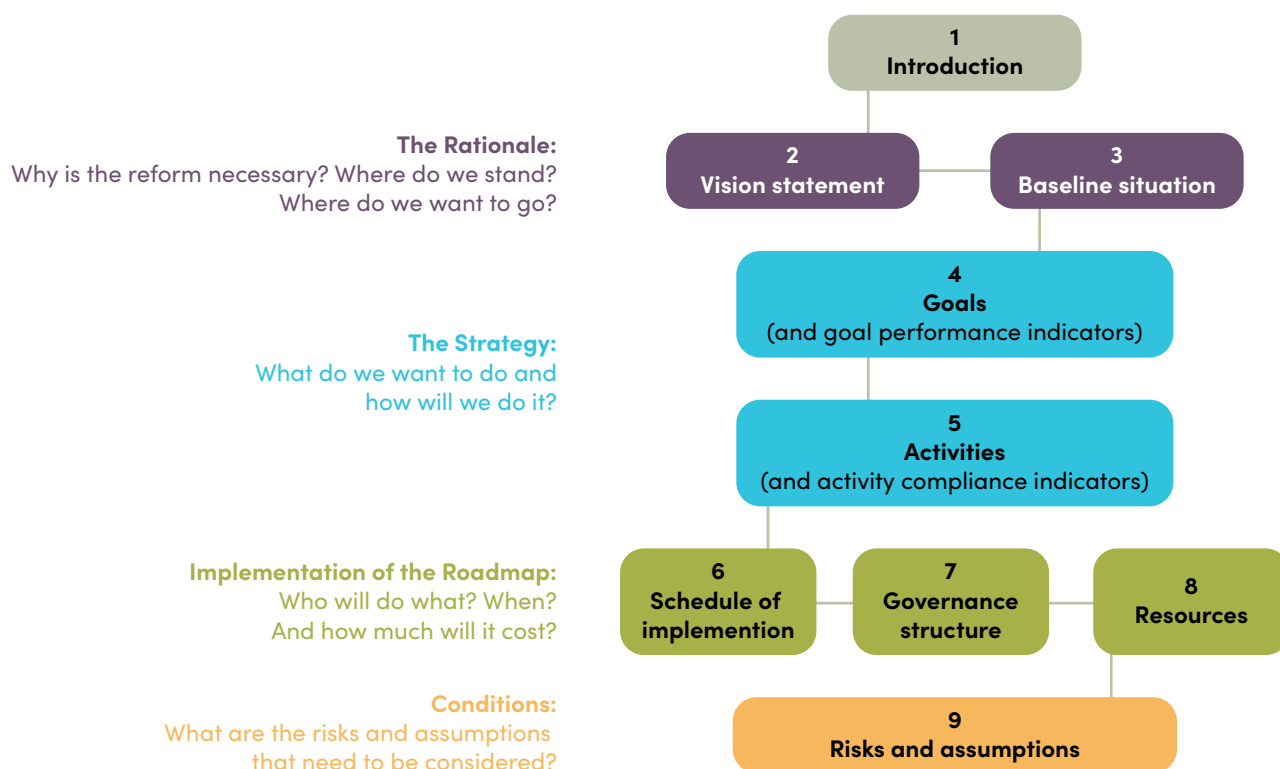 1
Introduction
The Rationale:
Why is the reform necessary? Where do we stand?
Where do we want to go?
2
Vision statement
3
Baseline situation
4
Goals
(and goal performance indicators)
The Strategy:
What do we want to do and
how will we do it?
5
Activities
(and activity compliance indicators)
Implementation of the Roadmap:
Who will do what? When?
And how much will it cost?
6
Schedule of
implemention
7
Governance
structure
8
Resources
Conditions:
What are the risks and assumptions
that need to be considered?
9
Risks and assumptions